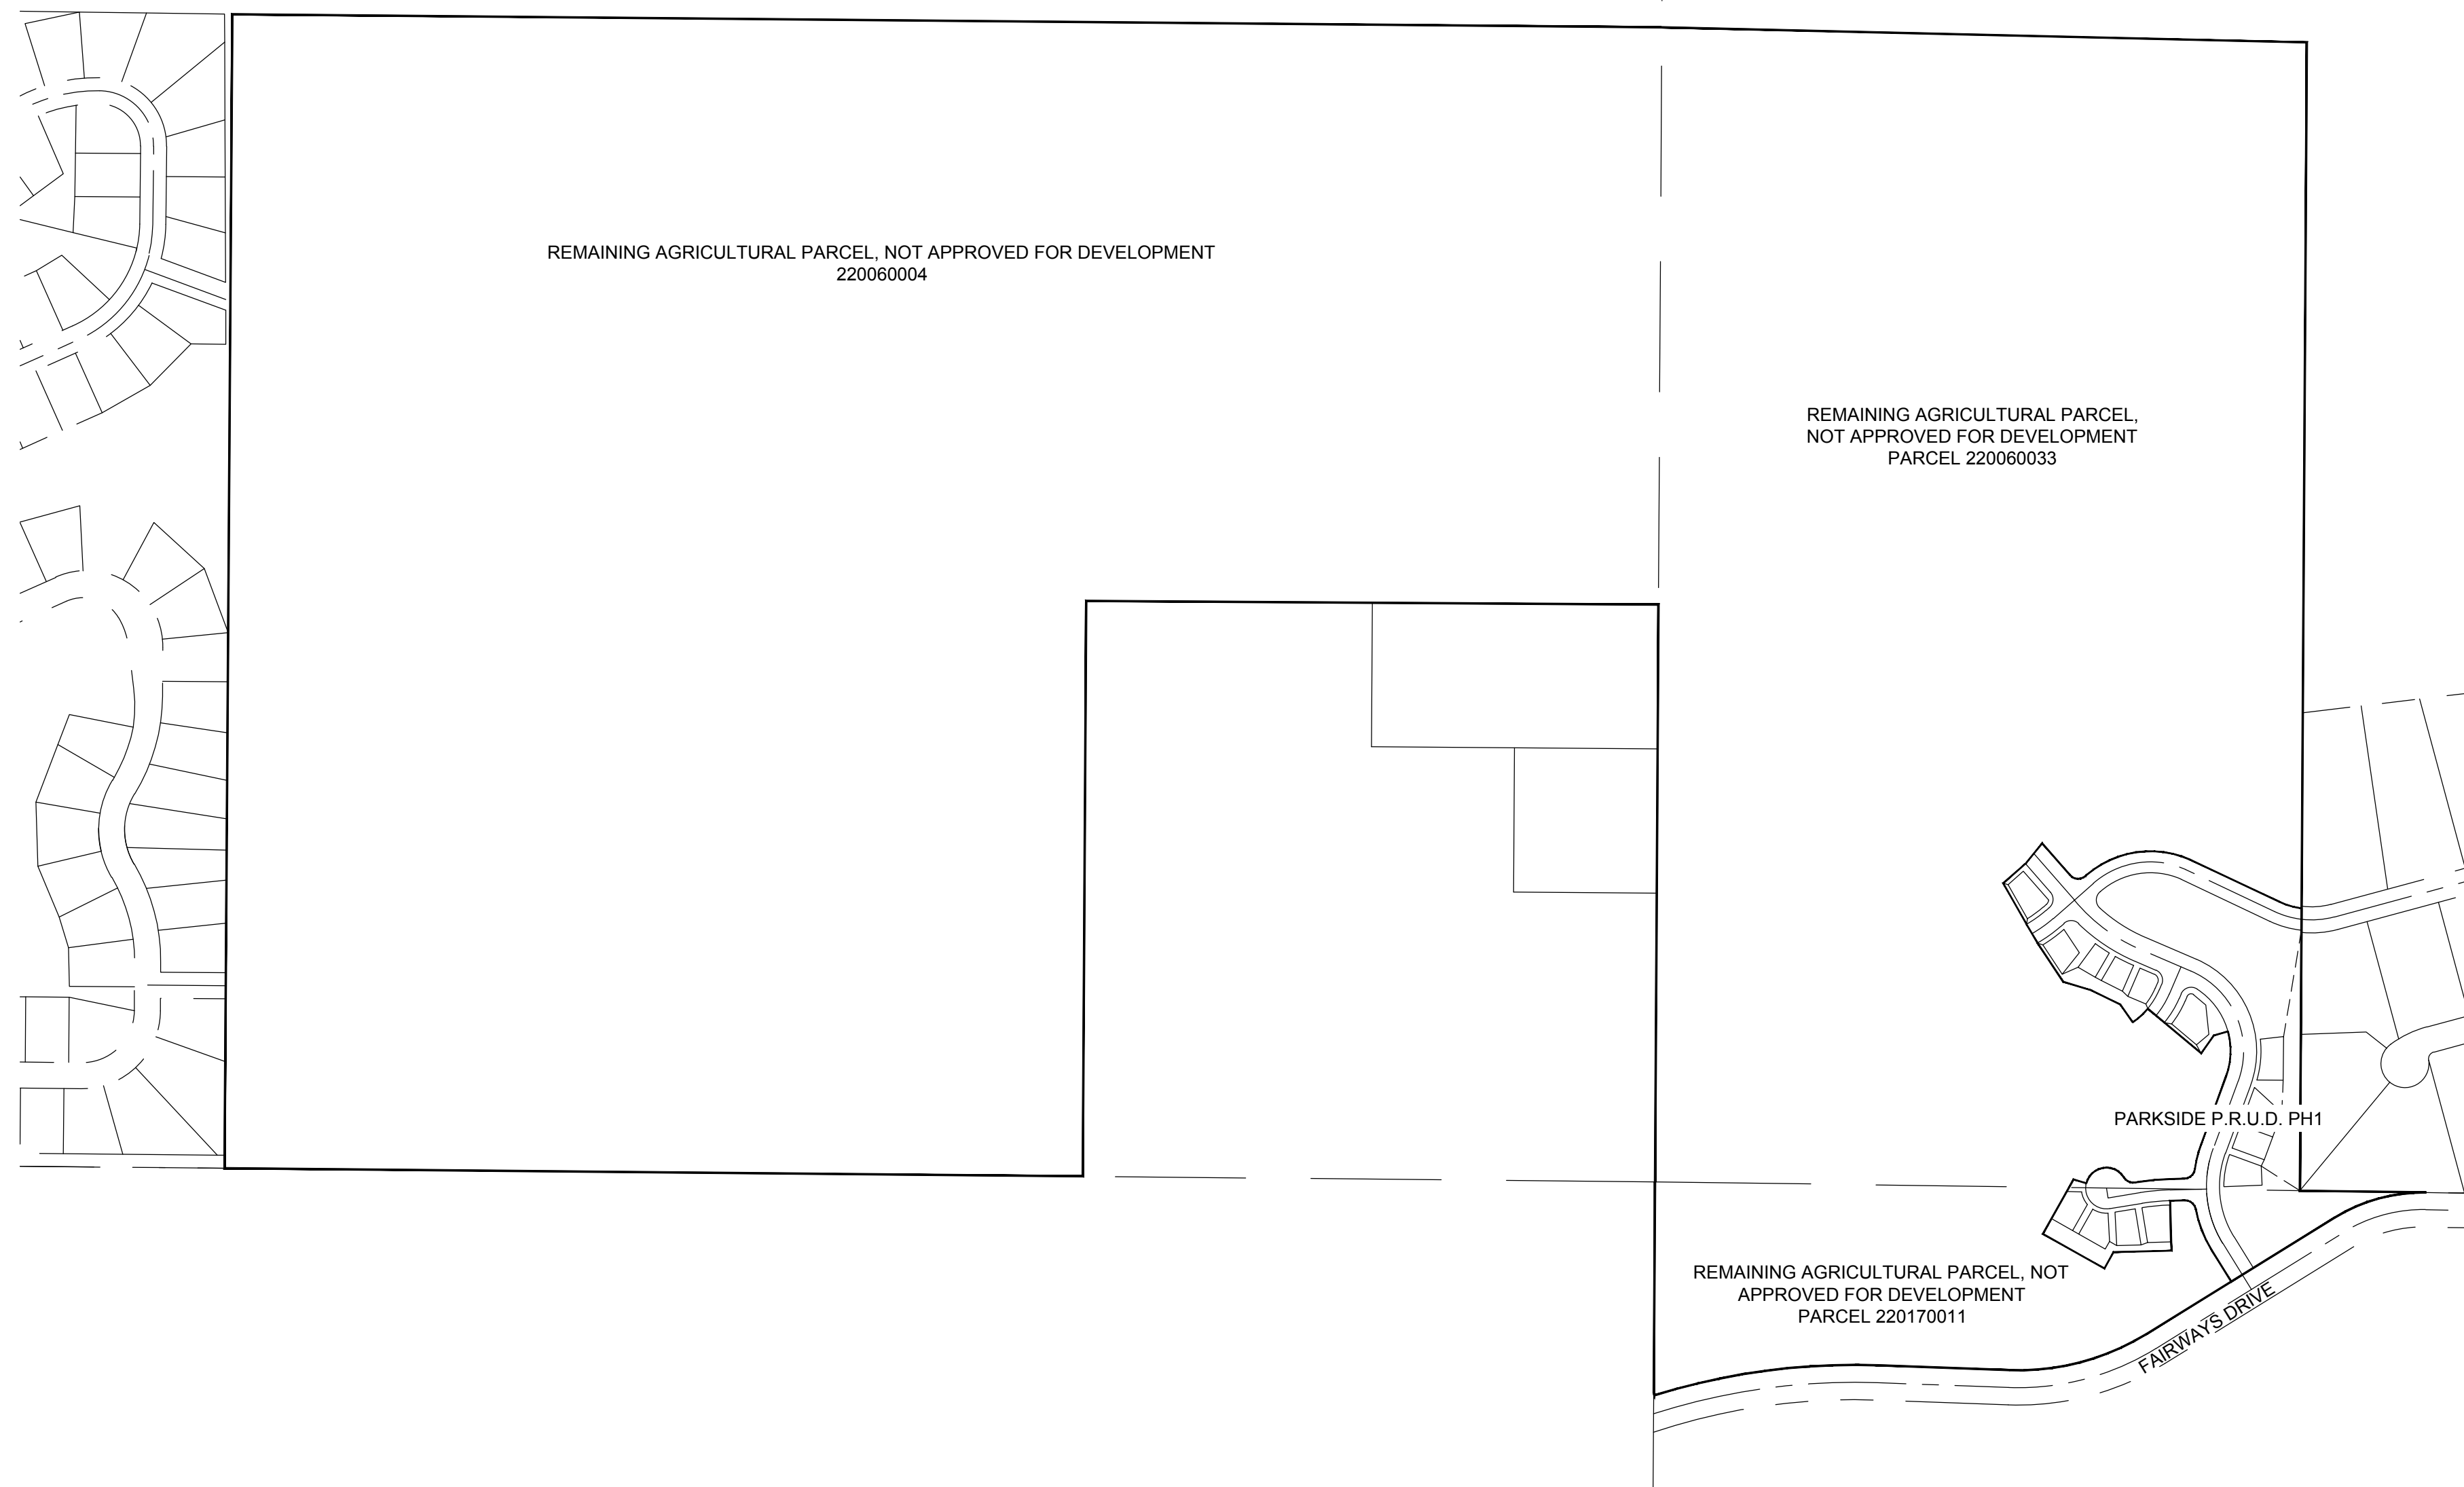 REMAINING AGRICULTURAL PARCEL, NOT APPROVED FOR DEVELOPMENT
220060004
REMAINING AGRICULTURAL PARCEL,
NOT APPROVED FOR DEVELOPMENT
PARCEL 220060033
PARKSIDE P.R.U.D. PH1
REMAINING AGRICULTURAL PARCEL, NOT
APPROVED FOR DEVELOPMENT
PARCEL 220170011
FAIRWAYS DRIVE